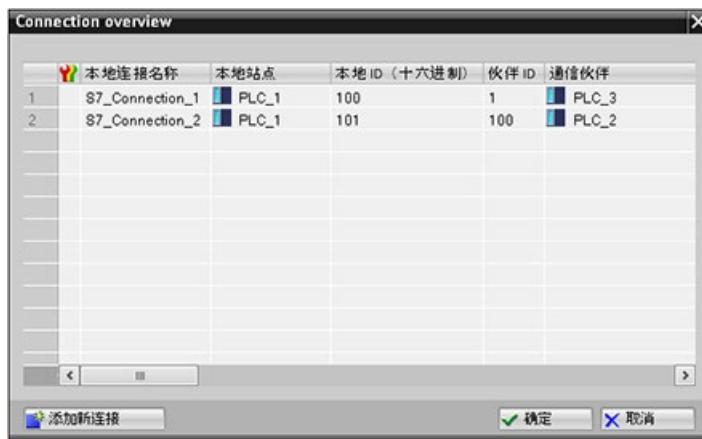 Connection overview
本地连接名称 本地站点 本地 ID (十六进制) 伙伴 ID 通信伙伴
1 S7_Connection_1 PLC_1 100 1 PLC_3
2 S7_Connection_2 PLC_1 101 100 PLC_2
添加新连接 确定 取消